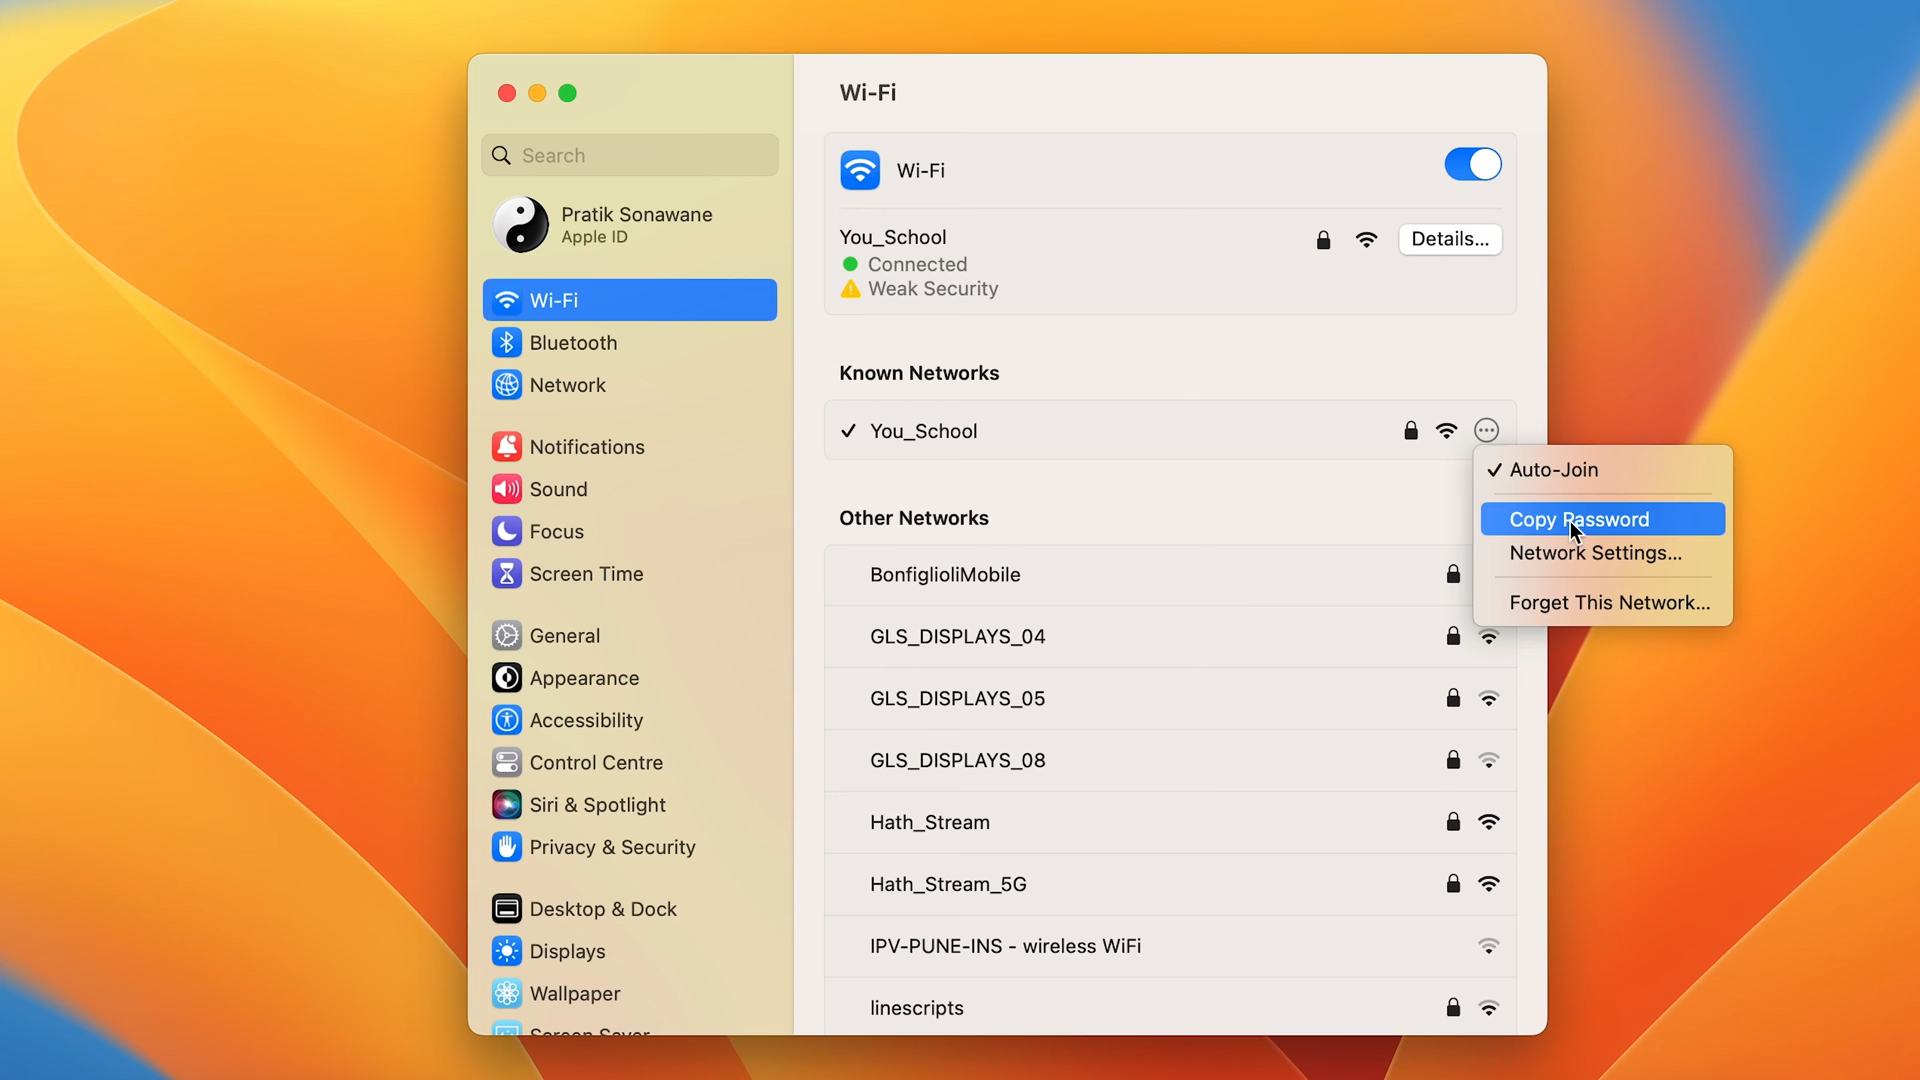 Search
Pratik Sonawane
Apple ID
Wi-Fi
Bluetooth
Network
Notifications
Sound
Focus
Screen Time
General
Appearance
Accessibility
Control Centre
Siri & Spotlight
Privacy & Security
Desktop & Dock
Displays
Wallpaper
Screen Saver
Wi-Fi
Wi-Fi
You_School
Details...
Connected
Weak Security
Known Networks
You_School
Auto-Join
Copy Password
Network Settings...
Forget This Network...
Other Networks
BonfiglioliMobile
GLS_DISPLAYS_04
GLS_DISPLAYS_05
GLS_DISPLAYS_08
Hath_Stream
Hath_Stream_5G
IPV-PUNE-INS - wireless WiFi
linescripts